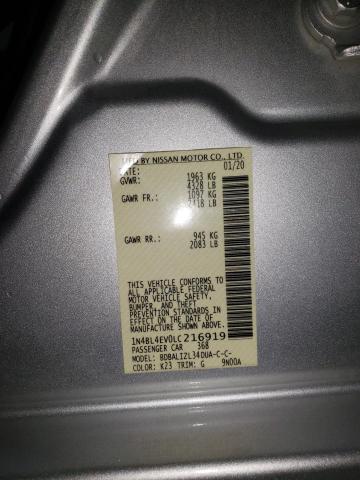 MFD BY NISSAN MOTOR CO., LTD.
DATE: 01/20
GVWR: 1963 KG
4328 LB
GAWR FR.: 1097 KG
2418 LB
GAWR RR.: 945 KG
2083 LB
THIS VEHICLE CONFORMS TO
ALL APPLICABLE FEDERAL
MOTOR VEHICLE SAFETY,
BUMPER, AND THEFT
PREVENTION STANDARDS IN
EFFECT ON THE DATE OF
MANUFACTURE SHOWN ABOVE.
1N4BL4EV0LC216919
PASSENGER CAR 368
MODEL: BDBALIZL34DUA-C-C-
COLOR: K23 TRIM: G 9N00A